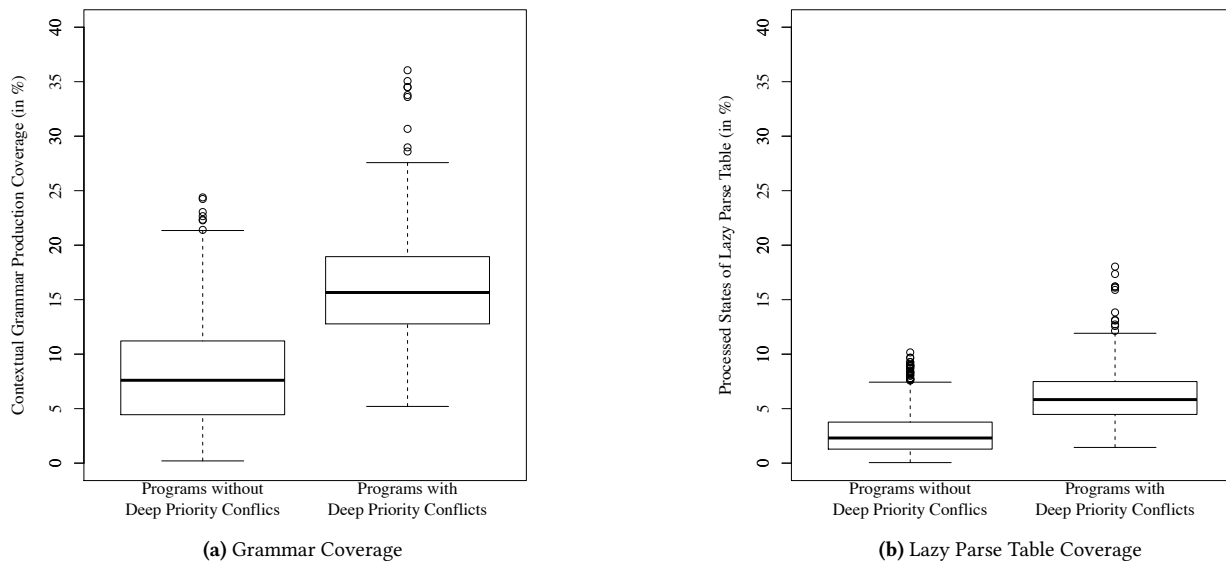 Contextual Grammar Production Coverage (in %)
40
35
30
25
20
15
10
5
0
Programs without
Deep Priority Conflics
Programs with
Deep Priority Conflicts
(a) Grammar Coverage
Processed States of Lazy Parse Table (in %)
40
35
30
25
20
15
10
5
0
Programs without
Deep Priority Conflics
Programs with
Deep Priority Conflicts
(b) Lazy Parse Table Coverage